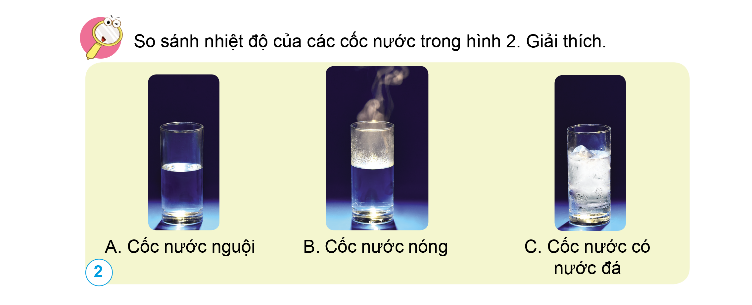 So sánh nhiệt độ của các cốc nước trong hình 2. Giải thích.
A. Cốc nước nguội
B. Cốc nước nóng
C. Cốc nước có
nước đá
2